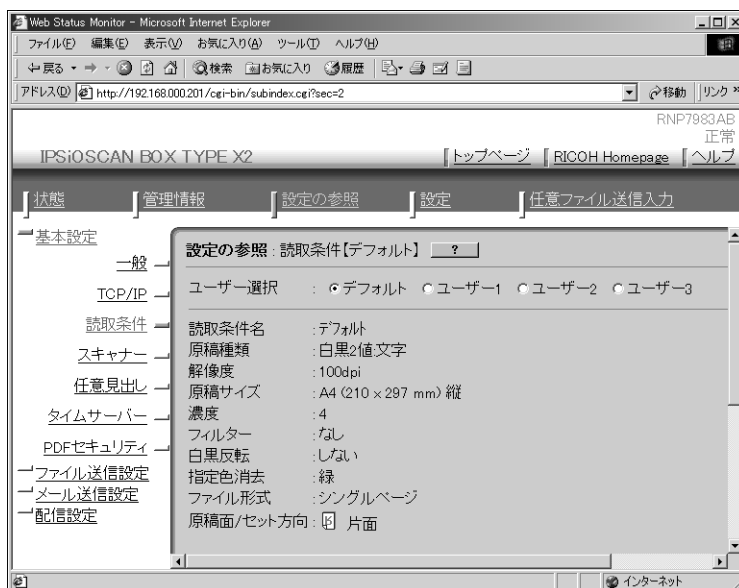 Web Status Monitor - Microsoft Internet Explorer
ファイル(F) 編集(E) 表示(V) お気に入り(A) ツール(T) ヘルプ(H)
戻る 検索 お気に入り 履歴
アドレス(D) http://192.168.000.201/cgi-bin/subindex.cgi?sec=2 移動 リンク »
RNP7983AB
正常
IPSiOSCAN BOX TYPE X2 トップページ RICOH Homepage ヘルプ
状態 管理情報 設定の参照 設定 任意ファイル送信入力
基本設定
一般
TCP/IP
読取条件
スキャナー
任意見出し
タイムサーバー
PDFセキュリティ
ファイル送信設定
メール送信設定
配信設定
設定の参照 : 読取条件【デフォルト】 ?
ユーザー選択 : デフォルト ユーザー1 ユーザー2 ユーザー3
読取条件名 : デフォルト
原稿種類 : 白黒2値:文字
解像度 : 100dpi
原稿サイズ : A4 (210 × 297 mm) 縦
濃度 : 4
フィルター : なし
白黒反転 : しない
指定色消去 : 緑
ファイル形式 : シングルページ
原稿面/セット方向 : 片面
インターネット